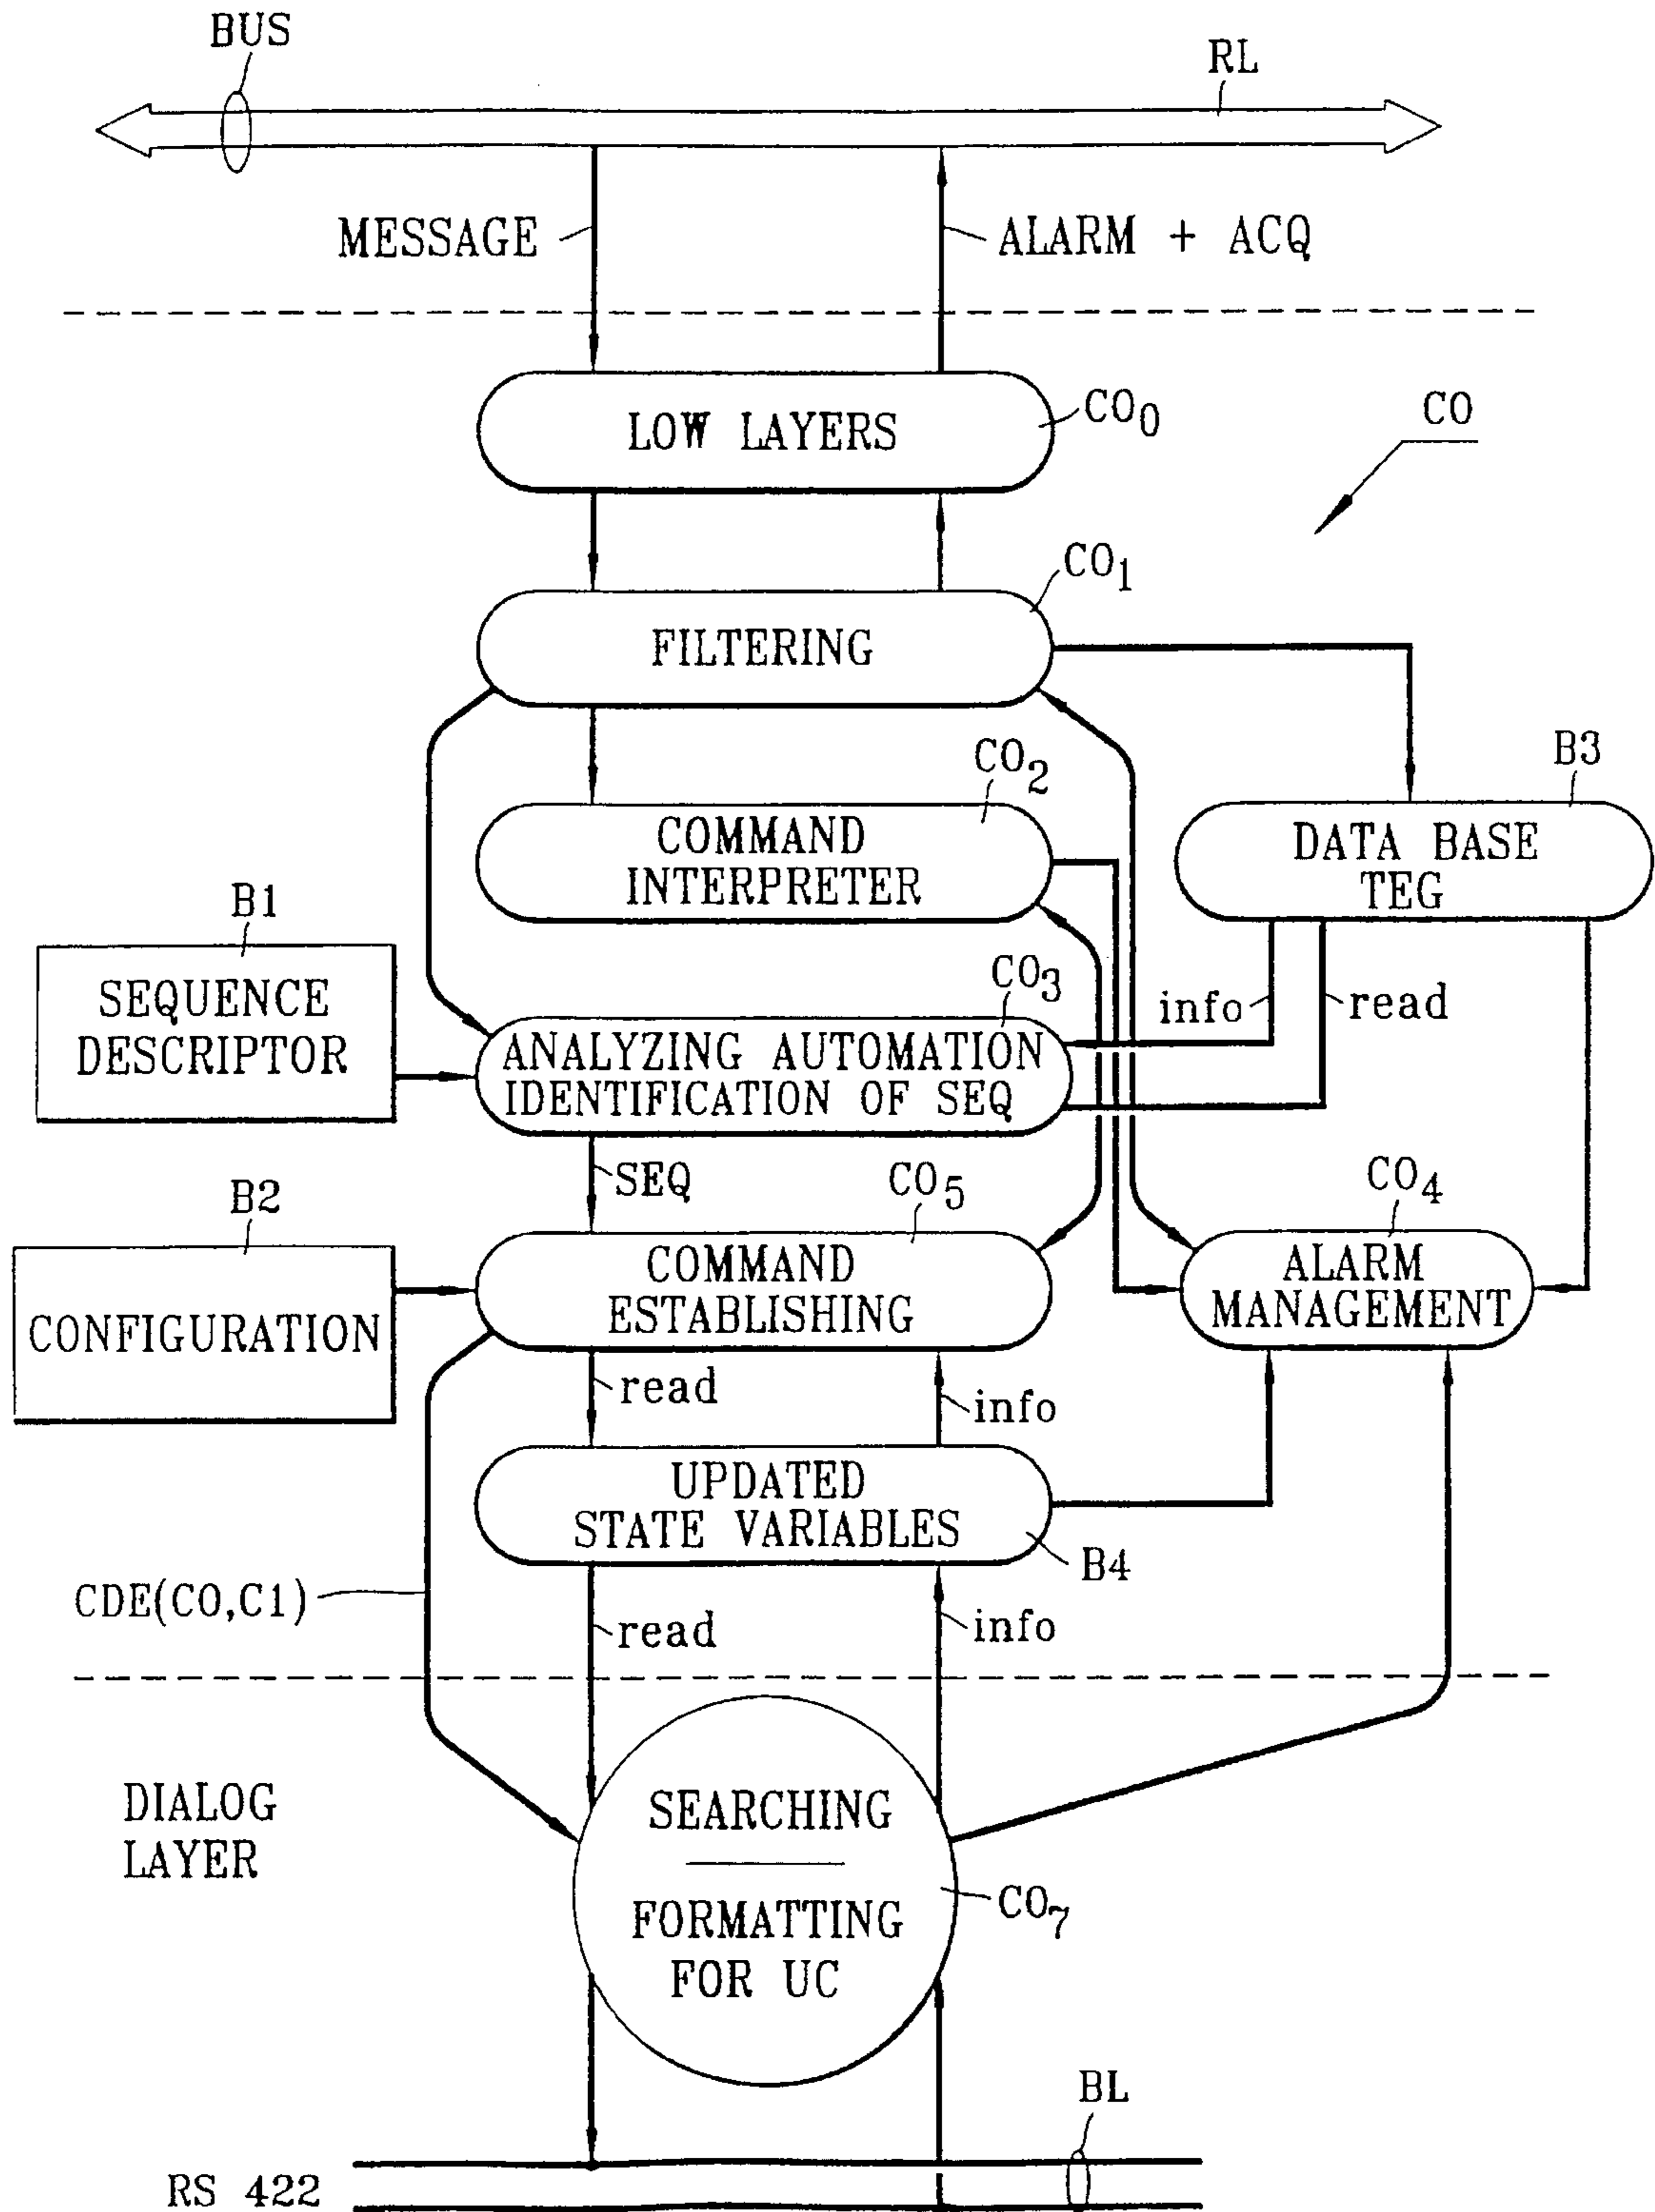 BUS
RL
MESSAGE
ALARM + ACQ
LOW LAYERS
CO0
CO
CO1
FILTERING
CO2
B3
COMMAND
INTERPRETER
DATA BASE
TEG
B1
SEQUENCE
DESCRIPTOR
CO3
info
read
ANALYZING AUTOMATION
IDENTIFICATION OF SEQ
SEQ
CO5
CO4
B2
CONFIGURATION
COMMAND
ESTABLISHING
ALARM
MANAGEMENT
read
info
UPDATED
STATE VARIABLES
B4
CDE(CO,C1)
read
info
DIALOG
LAYER
SEARCHING
FORMATTING
FOR UC
CO7
BL
RS 422